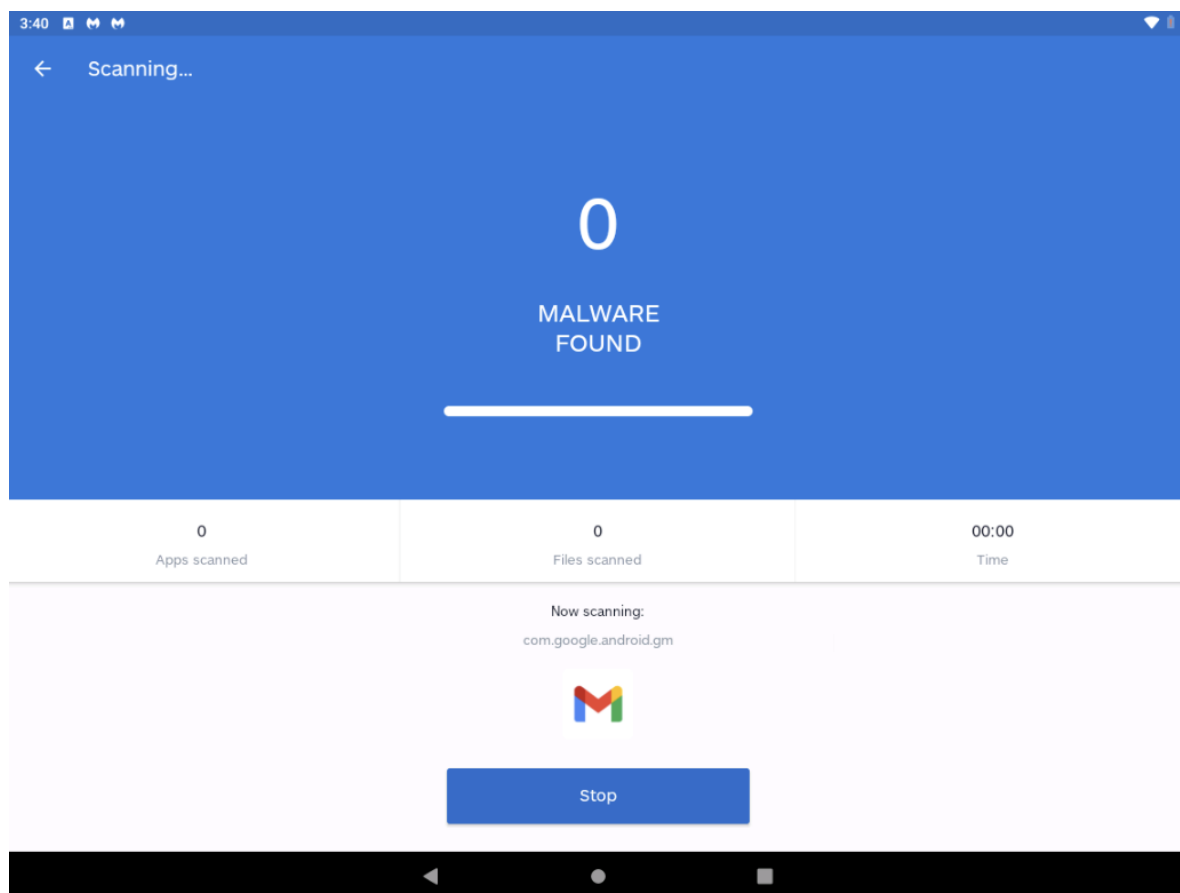 3:40
Scanning...
0
MALWARE
FOUND
0
0
00:00
Apps scanned
Files scanned
Time
Now scanning:
com.google.android.gm
Stop